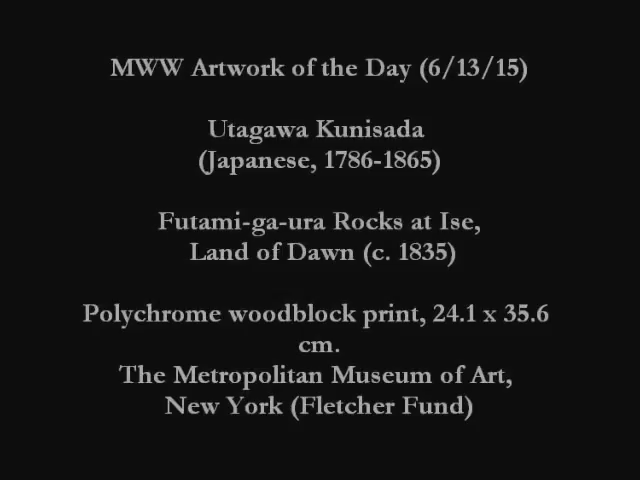 MWW Artwork of the Day (6/13/15)
Utagawa Kunisada
(Japanese, 1786-1865)
Futami-ga-ura Rocks at Ise,
Land of Dawn (c. 1835)
Polychrome woodblock print, 24.1 x 35.6
cm.
The Metropolitan Museum of Art,
New York (Fletcher Fund)